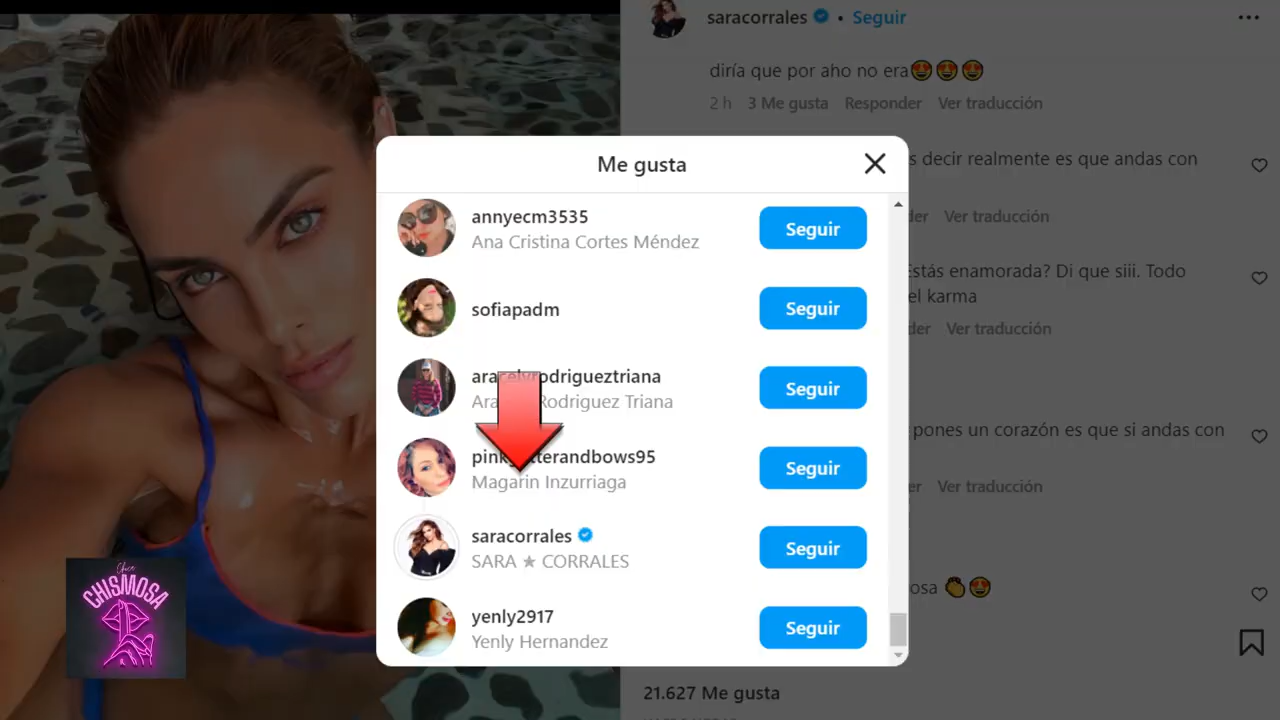 saracorrales • Seguir
diría que por aho no era😍😍😍
2 h 3 Me gusta Responder Ver traducción
s decir realmente es que andas con
der Ver traducción
Estás enamorada? Di que siii. Todo
el karma
der Ver traducción
pones un corazón es que si andas con
er Ver traducción
osa 👏😍
21.627 Me gusta
Me gusta
annyecm3535
Ana Cristina Cortes Méndez
Seguir
sofiapadm
Seguir
aracelyrodrigueztriana
Rodriguez Triana
Seguir
pinkglitterandbows95
Magarin Inzurriaga
Seguir
saracorrales
SARA ★ CORRALES
Seguir
yenly2917
Yenly Hernandez
Seguir
Show
CHISMOSA